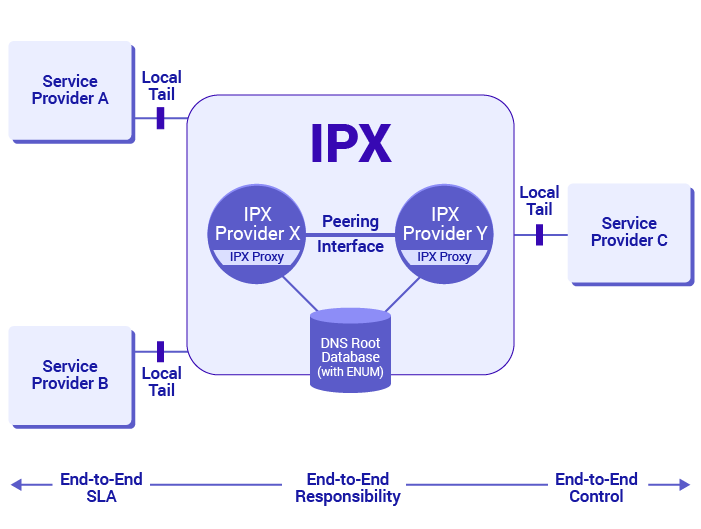 Service
Provider A
Local
Tail
IPX
IPX
Provider X
IPX Proxy
Peering
Interface
IPX
Provider Y
IPX Proxy
Local
Tail
Service
Provider C
DNS Root
Database
(with ENUM)
Service
Provider B
Local
Tail
End-to-End
SLA
End-to-End
Responsibility
End-to-End
Control